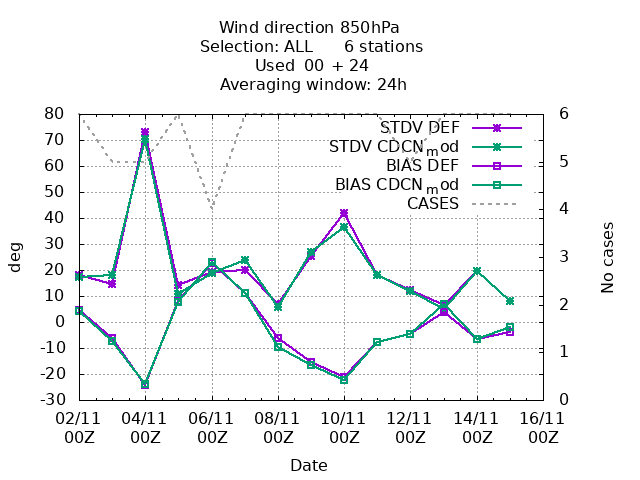 Wind direction 850hPa
Selection: ALL      6 stations
Used  00 + 24
Averaging window: 24h
80
70
60
50
40
30
20
10
0
-10
-20
-30
deg
STDV DEF
STDV CDCNmod
BIAS DEF
BIAS CDCNmod
CASES
6
5
4
3
2
1
0
No cases
02/11 04/11 06/11 08/11 10/11 12/11 14/11 16/11
00Z 00Z 00Z 00Z 00Z 00Z 00Z 00Z
Date